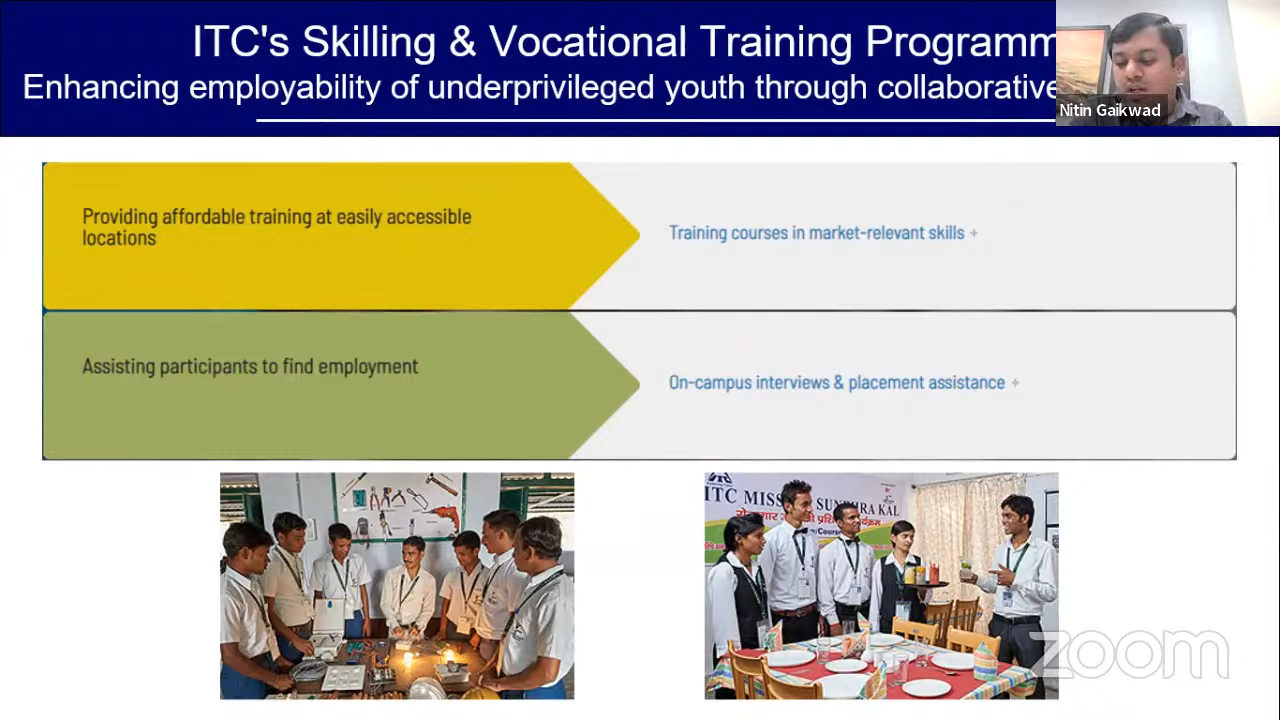 ITC's Skilling & Vocational Training Programm
Enhancing employability of underprivileged youth through collaborative
Nitin Gaikwad
Providing affordable training at easily accessible
locations
Training courses in market-relevant skills +
Assisting participants to find employment
On-campus interviews & placement assistance +
ITC MISS SUNHRA KAL
zoom